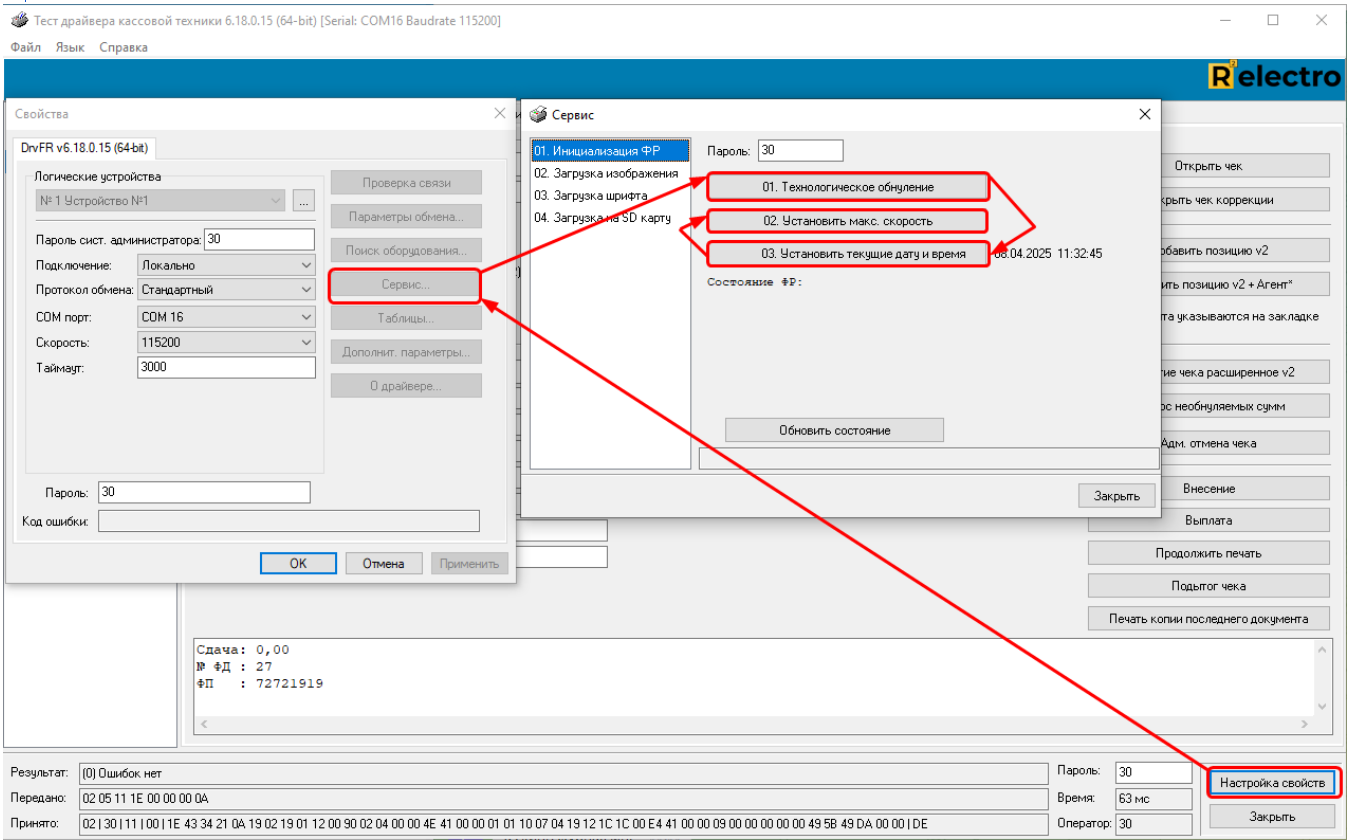 Тест драйвера кассовой техники 6.18.0.15 (64-bit) [Serial: COM16 Baudrate 115200]
Файл Язык Справка
R² electro
Свойства
DrvFR v6.18.0.15 (64-bit)
Логические устройства
№ 1 Устройство №1
...
Пароль сист. администратора: 30
Подключение: Локально
Протокол обмена: Стандартный
COM порт: COM 16
Скорость: 115200
Таймаут: 3000
Проверка связи
Параметры обмена...
Поиск оборудования...
Сервис...
Таблицы...
Дополнит. параметры...
О драйвере...
Пароль: 30
Код ошибки:
OK Отмена Применить
Сервис
01. Инициализация ФР
02. Загрузка изображения
03. Загрузка шрифта
04. Загрузка на SD карту
Пароль: 30
01. Технологическое обнуление
02. Установить макс. скорость
03. Установить текущие дату и время 08.04.2025 11:32:45
Состояние ФР:
Обновить состояние
Закрыть
Открыть чек
крыть чек коррекции
обавить позицию v2
ить позицию v2 + Агент*
та указываются на закладке
ие чека расширенное v2
ос необнуляемых сумм
Адм. отмена чека
Внесение
Выплата
Продолжить печать
Подытог чека
Печать копии последнего документа
Сдача: 0,00
№ ФД : 27
ФП : 72721919
Результат: (0) Ошибок нет
Передано: 02 05 11 1E 00 00 00 0A
Принято: 02 | 30 | 11 | 00 | 1E 43 34 21 0A 19 02 19 01 12 00 90 02 04 00 00 4E 41 00 00 01 01 10 07 04 19 12 1C 1C 00 E4 41 00 00 09 00 00 00 00 00 49 5B 49 DA 00 00 | DE
Пароль: 30
Время: 63 мс
Оператор: 30
Настройка свойств
Закрыть